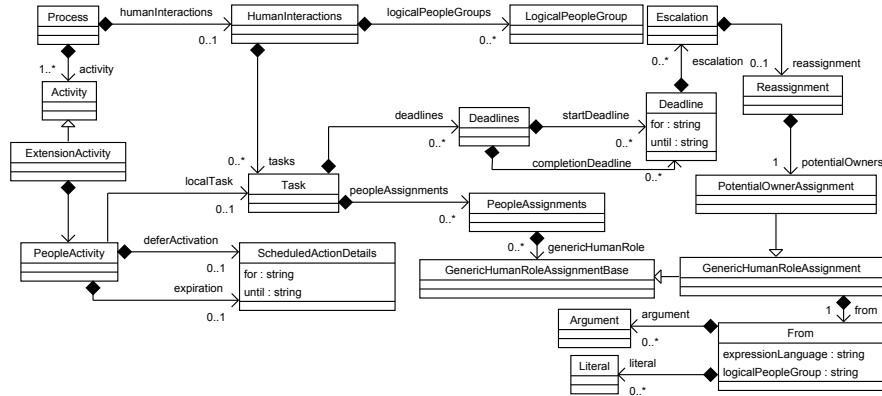 Process
humanInteractions
0..1
HumanInteractions
logicalPeopleGroups
0..*
LogicalPeopleGroup
Escalation
0..1
reassignment
1..*
activity
0..*
escalation
Activity
Reassignment
deadlines
0..*
Deadlines
startDeadline
0..*
Deadline
for : string
until : string
ExtensionActivity
0..*
tasks
completionDeadline
0..*
1
potentialOwners
localTask
0..1
Task
peopleAssignments
0..*
PeopleAssignments
PotentialOwnerAssignment
PeopleActivity
deferActivation
0..1
ScheduledActionDetails
for : string
until : string
0..*
genericHumanRole
expiration
0..1
GenericHumanRoleAssignmentBase
GenericHumanRoleAssignment
1
from
Argument
argument
0..*
From
expressionLanguage : string
logicalPeopleGroup : string
Literal
literal
0..*